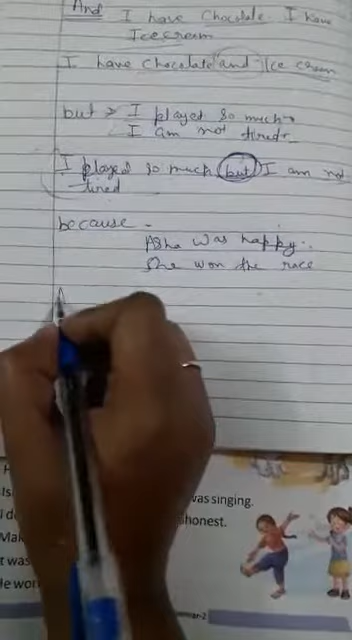 And I have chocolate. I have
Icecream
I have chocolate and Ice cream
but → I played so much.
I am not tired.
I played so much but I am not
tired
because -
She was happy.
She won the race
was singing.
honest.